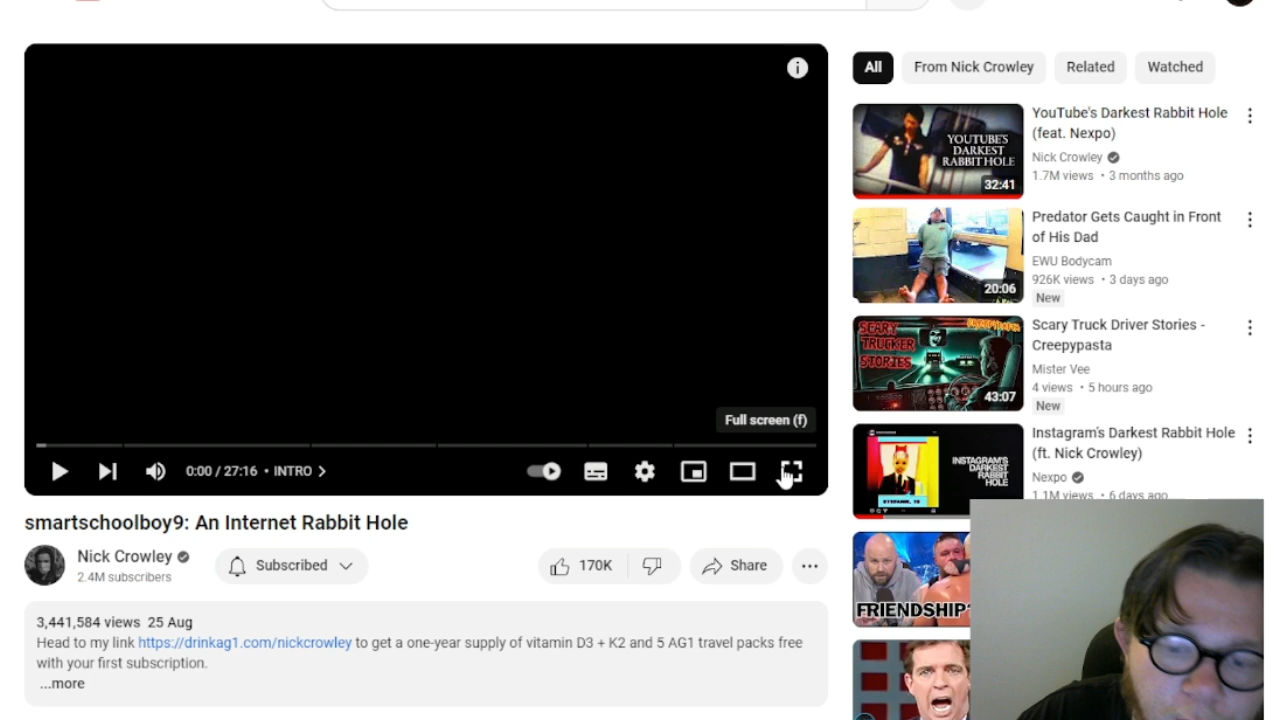 All
From Nick Crowley
Related
Watched
Full screen (f)
0:00 / 27:16 • INTRO
smartschoolboy9: An Internet Rabbit Hole
Nick Crowley
2.4M subscribers
Subscribed
170K
Share
3,441,584 views 25 Aug
Head to my link https://drinkag1.com/nickcrowley to get a one-year supply of vitamin D3 + K2 and 5 AG1 travel packs free
with your first subscription.
...more
YOUTUBE'S
DARKEST
RABBIT HOLE
32:41
YouTube's Darkest Rabbit Hole
(feat. Nexpo)
Nick Crowley
1.7M views • 3 months ago
20:06
Predator Gets Caught in Front
of His Dad
EWU Bodycam
926K views • 3 days ago
New
SCARY
TRUCKER
STORIES
43:07
Scary Truck Driver Stories -
Creepypasta
Mister Vee
4 views • 5 hours ago
New
INSTAGRAM'S
DARKEST
RABBIT
HOLE
Instagram's Darkest Rabbit Hole
(ft. Nick Crowley)
Nexpo
1.1M views • 6 days ago
FRIENDSHIP